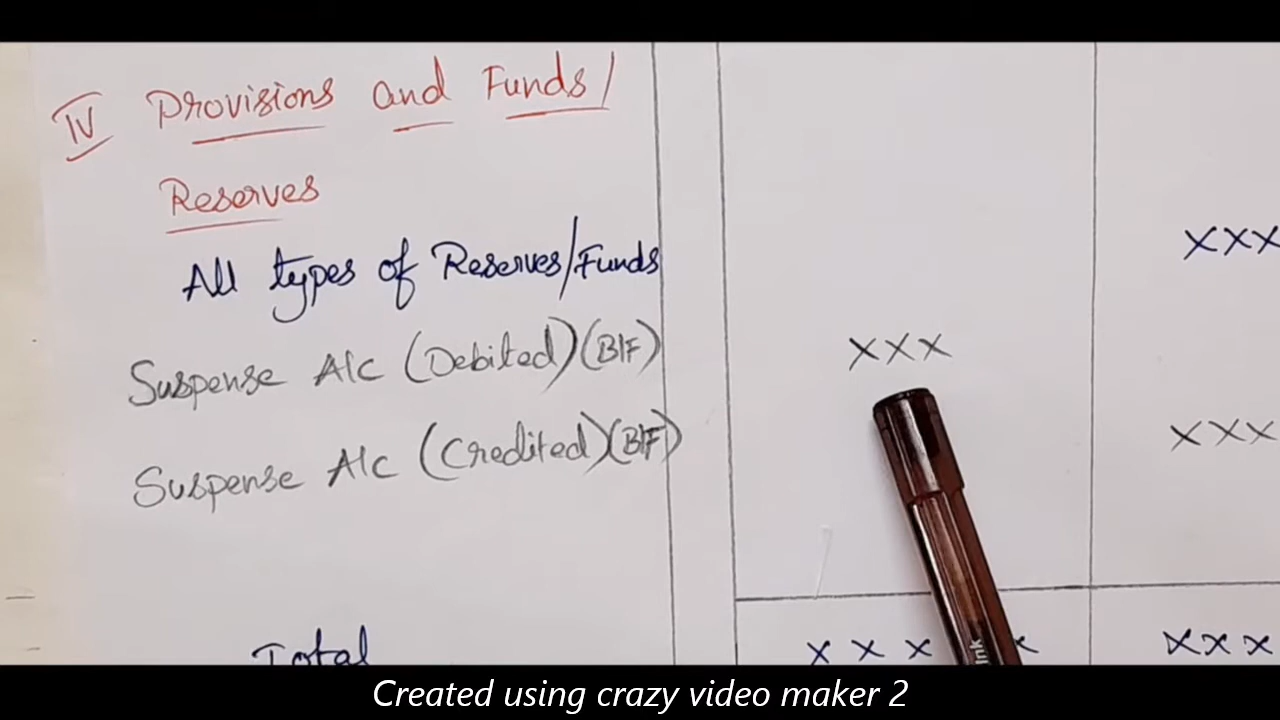 IV Provisions and Funds/
Reserves
All types of Reserves/Funds
XXX
Suspense A/c (Debited) (B/F)
XXX
Suspense A/c (Credited) (B/F)
XXX
Total
XXX
XXX
Ink
Created using crazy video maker 2